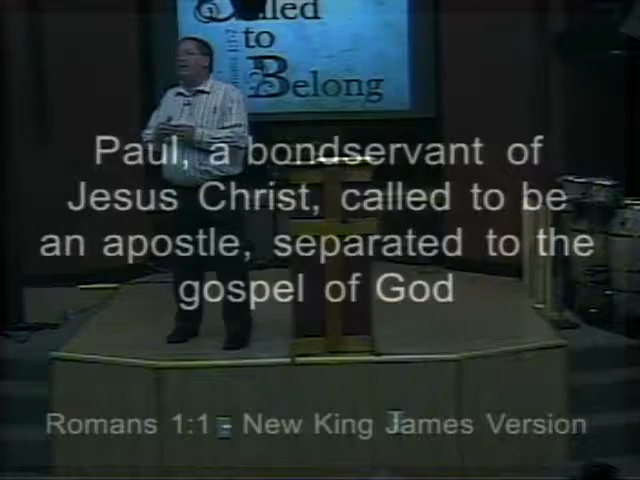 Called
to
Belong
Paul, a bondservant of
Jesus Christ, called to be
an apostle, separated to the
gospel of God
Romans 1:1 - New King James Version